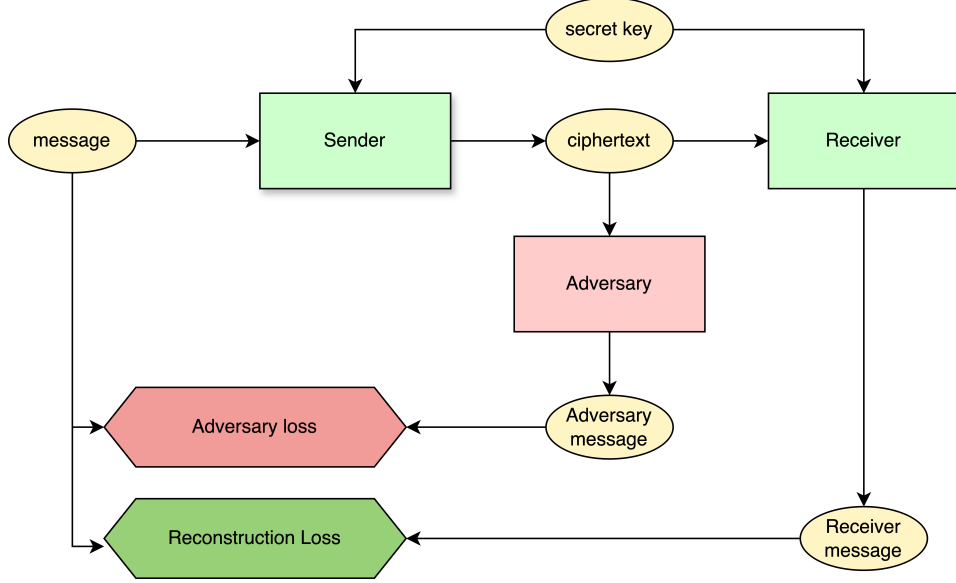 secret key
message
Sender
ciphertext
Receiver
Adversary
Adversary loss
Adversary
message
Reconstruction Loss
Receiver
message